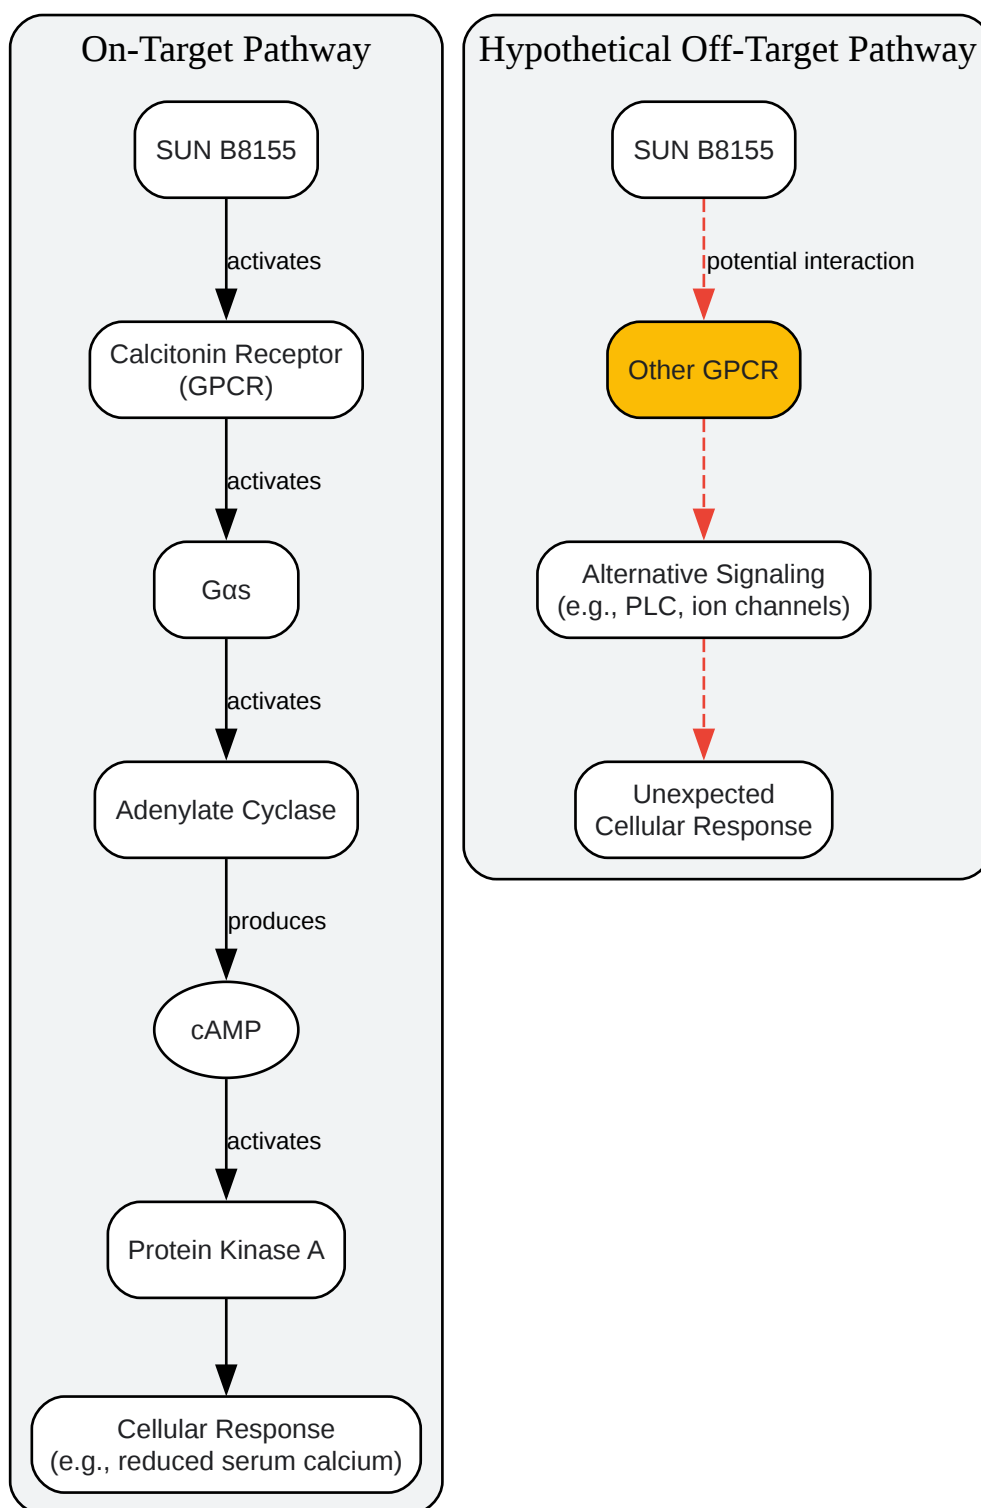 On-Target Pathway
SUN B8155
activates
Calcitonin Receptor
(GPCR)
activates
Gαs
activates
Adenylate Cyclase
produces
cAMP
activates
Protein Kinase A
Cellular Response
(e.g., reduced serum calcium)
Hypothetical Off-Target Pathway
SUN B8155
potential interaction
Other GPCR
Alternative Signaling
(e.g., PLC, ion channels)
Unexpected
Cellular Response